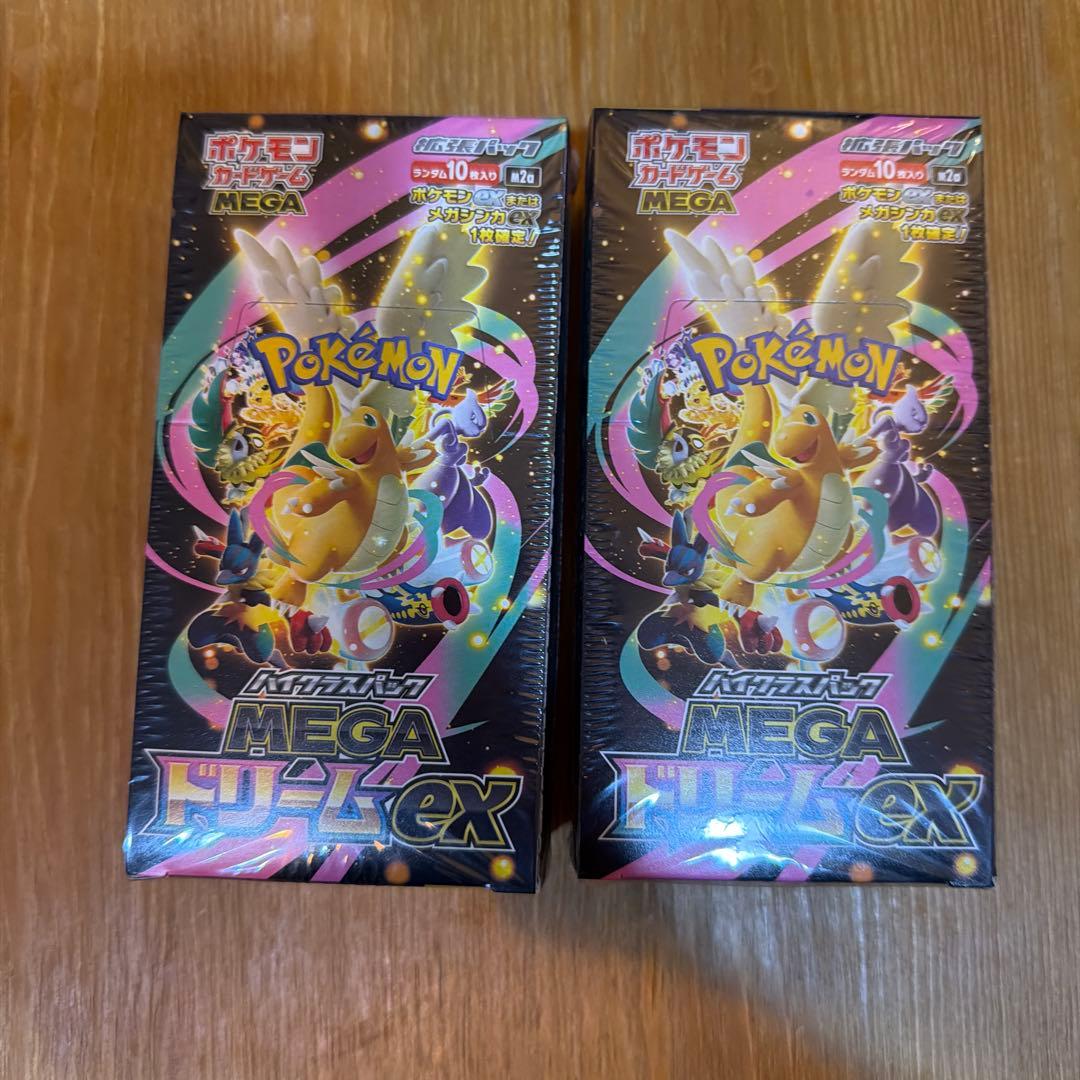 ポケモン
カードゲーム
MEGA
拡張パック
ランダム10枚入り M2a
ポケモンexまたは
メガシンカex
1枚確定!
POKéMON
ハイクラスパック
MEGA
ドリームex
ポケモン
カードゲーム
MEGA
拡張パック
ランダム10枚入り M2a
ポケモンexまたは
メガシンカex
1枚確定!
POKéMON
ハイクラスパック
MEGA
ドリームex